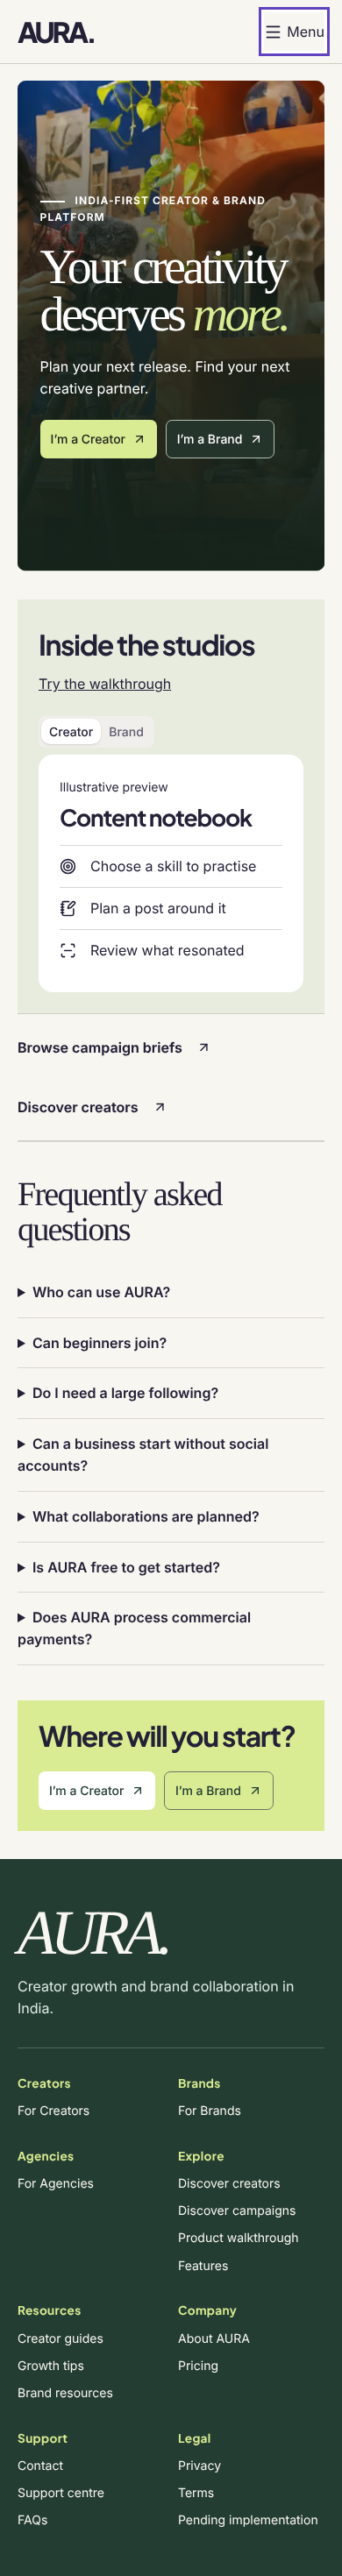 AURA.
Menu
INDIA-FIRST CREATOR & BRAND
PLATFORM
Your creativity
deserves more.
Plan your next release. Find your next
creative partner.
I'm a Creator
I'm a Brand
Inside the studios
Try the walkthrough
Creator
Brand
Illustrative preview
Content notebook
Choose a skill to practise
Plan a post around it
Review what resonated
Browse campaign briefs
Discover creators
Frequently asked
questions
Who can use AURA?
Can beginners join?
Do I need a large following?
Can a business start without social
accounts?
What collaborations are planned?
Is AURA free to get started?
Does AURA process commercial
payments?
Where will you start?
I'm a Creator
I'm a Brand
AURA.
Creator growth and brand collaboration in
India.
Creators
For Creators
Brands
For Brands
Agencies
For Agencies
Explore
Discover creators
Discover campaigns
Product walkthrough
Features
Resources
Creator guides
Growth tips
Brand resources
Company
About AURA
Pricing
Support
Contact
Support centre
FAQs
Legal
Privacy
Terms
Pending implementation